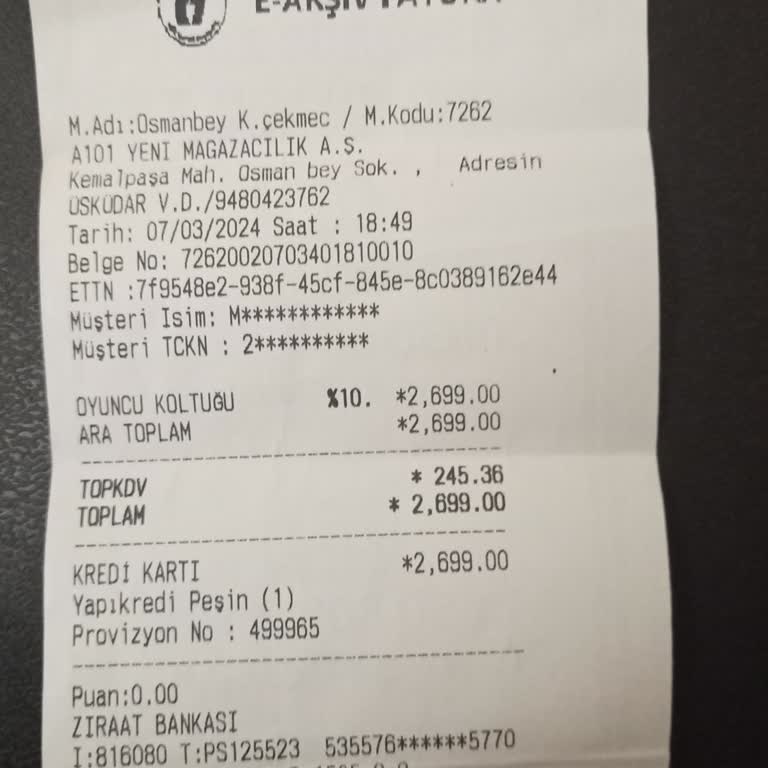 E-ARŞİV FATURA
M.Adı:Osmanbey K.çekmec / M.Kodu:7262
A101 YENİ MAGAZACILIK A.Ş.
Kemalpaşa Mah. Osman bey Sok. , Adresin
ÜSKÜDAR V.D./9480423762
Tarih: 07/03/2024 Saat : 18:49
Belge No: 72620020703401810010
ETTN :7f9548e2-938f-45cf-845e-8c0389162e44
Müşteri Isim: M************
Müşteri TCKN : 2**********
OYUNCU KOLTUĞU %10. *2,699.00
ARA TOPLAM *2,699.00
TOPKDV * 245.36
TOPLAM * 2,699.00
KREDİ KARTI *2,699.00
Yapıkredi Peşin (1)
Provizyon No : 499965
Puan:0.00
ZIRAAT BANKASI
I:816080 T:PS125523 535576******5770